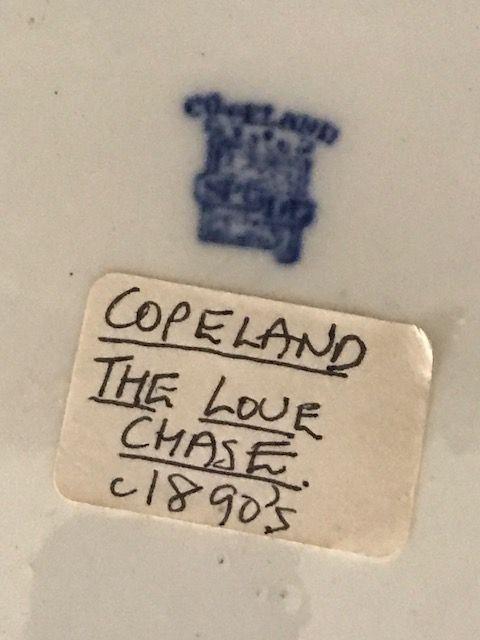 COPELAND
COPELAND
THE LOVE
CHASE.
c1890's